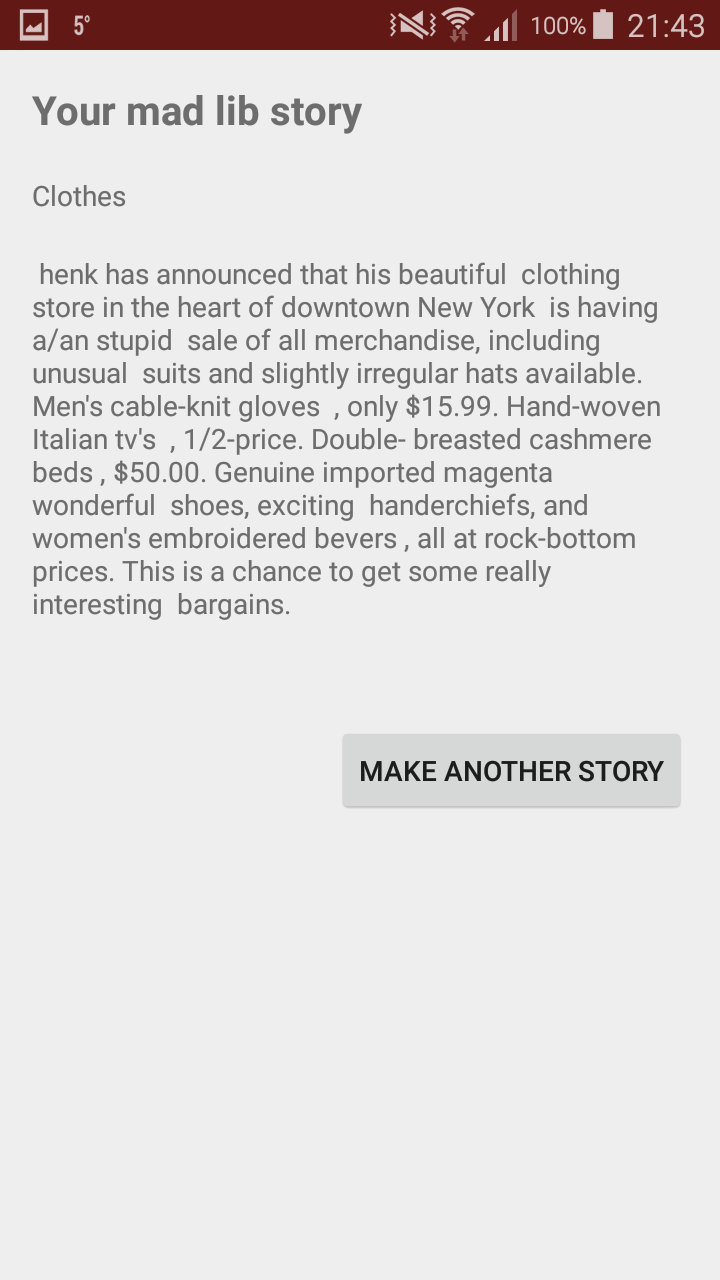 5° 100% 21:43
Your mad lib story
Clothes
henk has announced that his beautiful  clothing
store in the heart of downtown New York  is having
a/an stupid  sale of all merchandise, including
unusual  suits and slightly irregular hats available.
Men's cable-knit gloves  , only $15.99. Hand-woven
Italian tv's  , 1/2-price. Double- breasted cashmere
beds , $50.00. Genuine imported magenta
wonderful  shoes, exciting  handerchiefs, and
women's embroidered bevers , all at rock-bottom
prices. This is a chance to get some really
interesting  bargains.
MAKE ANOTHER STORY